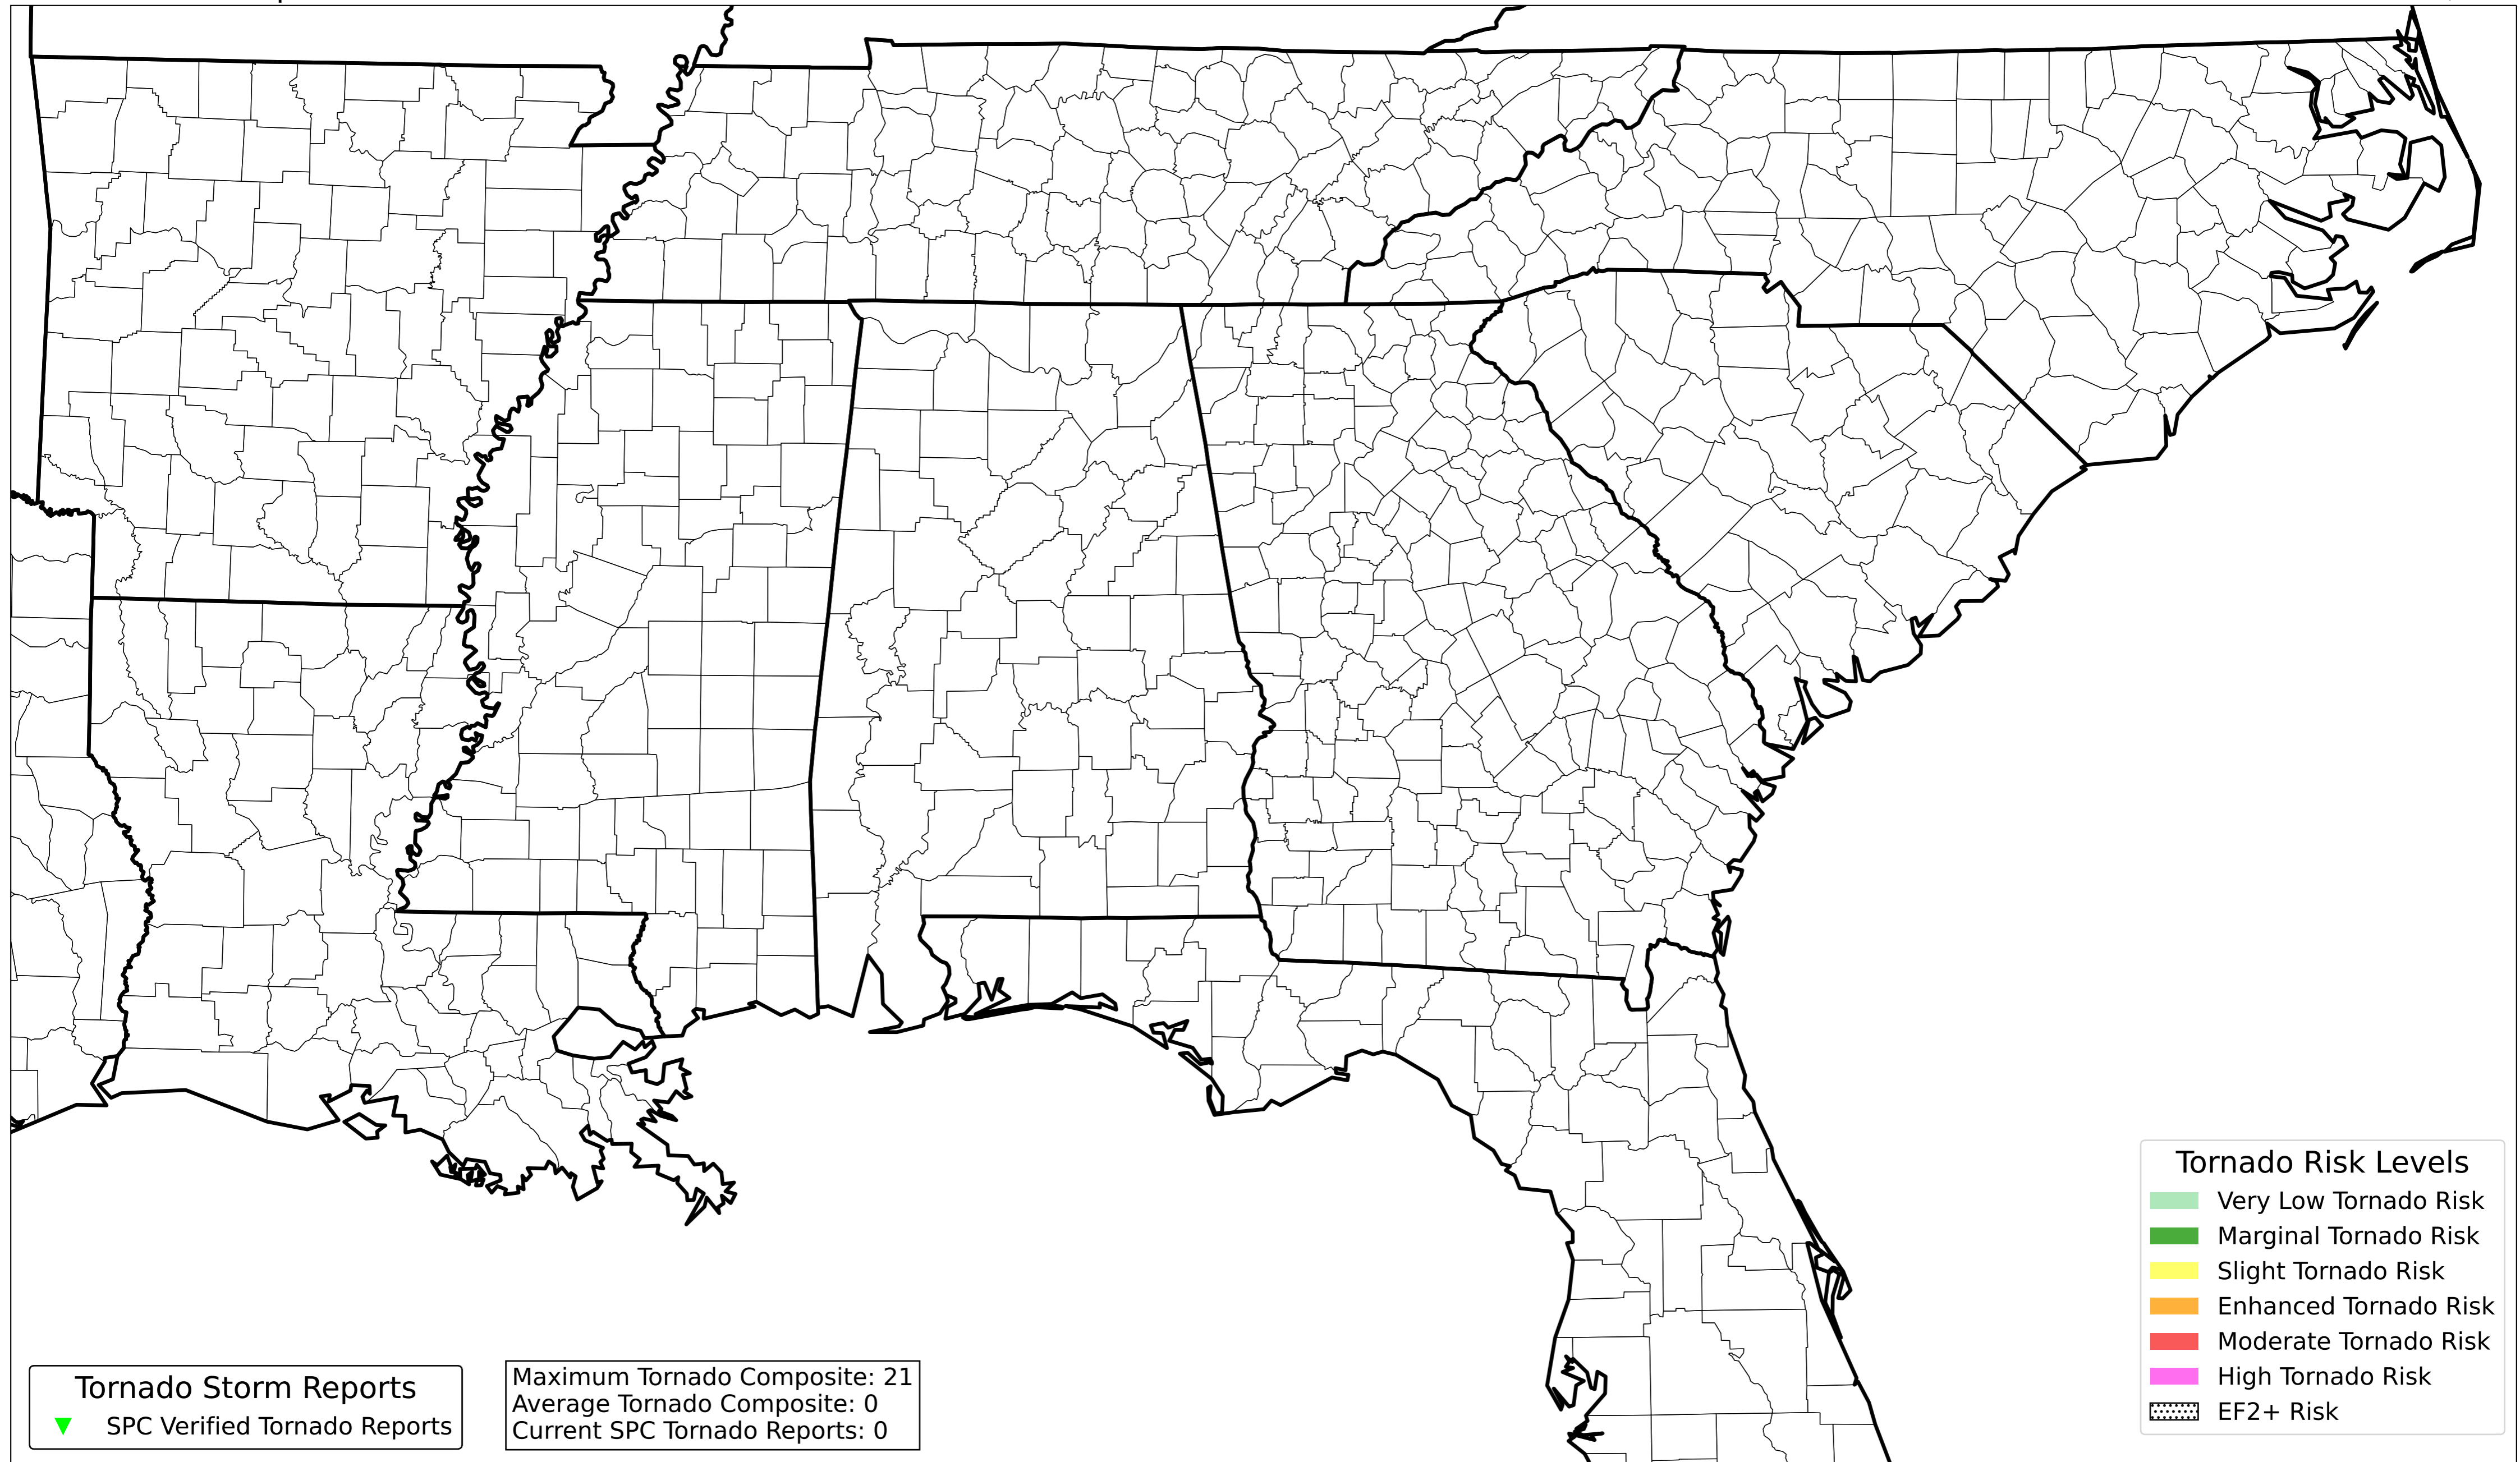 Tornado Storm Reports
SPC Verified Tornado Reports
Maximum Tornado Composite: 21
Average Tornado Composite: 0
Current SPC Tornado Reports: 0
Tornado Risk Levels
Very Low Tornado Risk
Marginal Tornado Risk
Slight Tornado Risk
Enhanced Tornado Risk
Moderate Tornado Risk
High Tornado Risk
EF2+ Risk